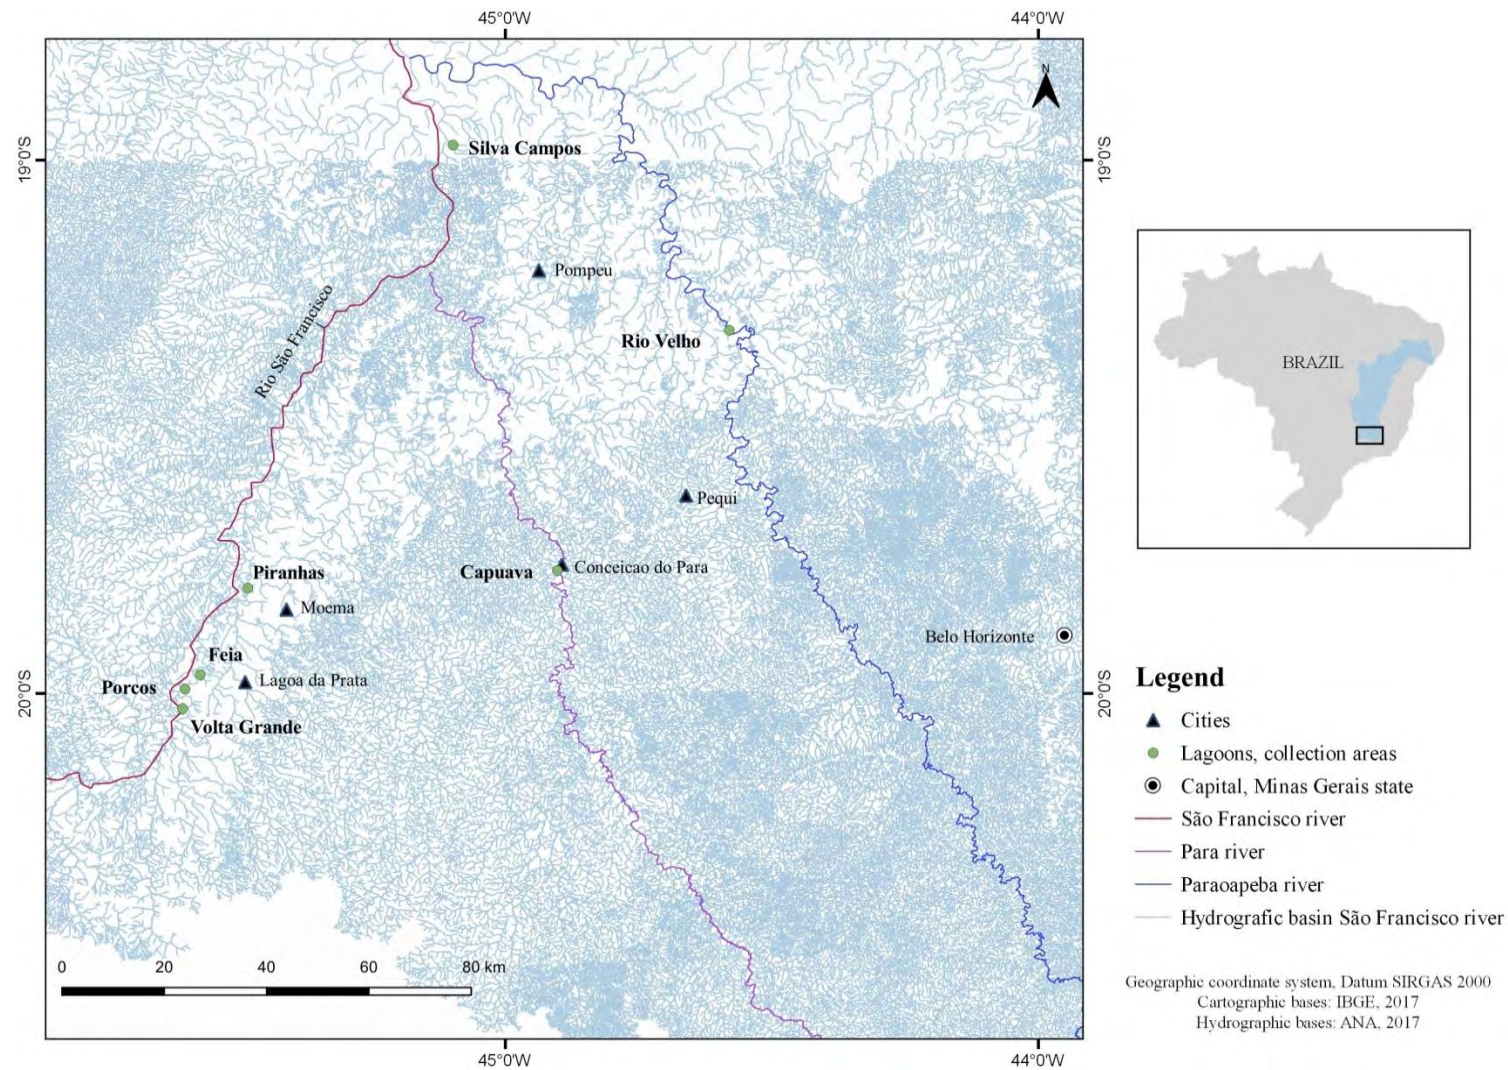 45°0'W
44°0'W
N
19°0'S
19°0'S
Silva Campos
Pompeu
Rio São Francisco
Rio Velho
BRAZIL
Pequi
Capuava
Conceicao do Para
Piranhas
Moema
Belo Horizonte
Feia
Lagoa da Prata
Porcos
20°0'S
20°0'S
Volta Grande
Legend
Cities
Lagoons, collection areas
Capital, Minas Gerais state
São Francisco river
Para river
Paraoapeba river
Hydrografic basin São Francisco river
0 20 40 60 80 km
Geographic coordinate system, Datum SIRGAS 2000
Cartographic bases: IBGE, 2017
Hydrographic bases: ANA, 2017
45°0'W
44°0'W